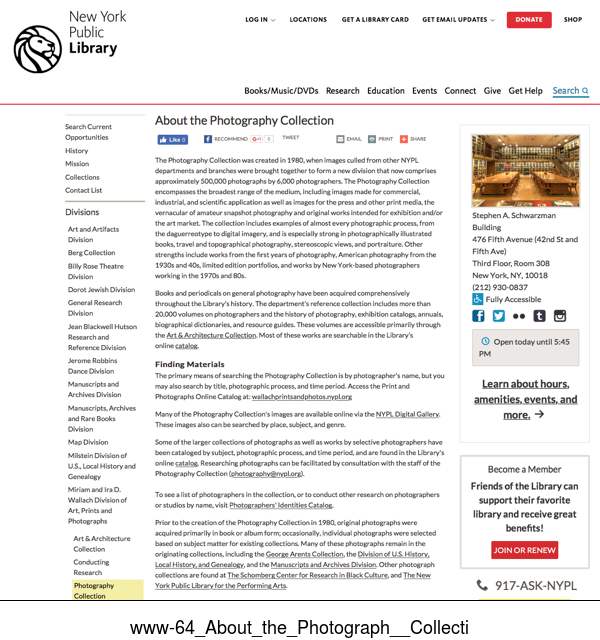 New York
Public
Library
LOG IN
LOCATIONS
GET A LIBRARY CARD
GET EMAIL UPDATES
DONATE
SHOP
Books/Music/DVDs Research Education Events Connect Give Get Help Search
Search Current
Opportunities
History
Mission
Collections
Contact List
Divisions
Art and Artifacts
Division
Berg Collection
Billy Rose Theatre
Division
Dorot Jewish Division
General Research
Division
Jean Blackwell Hutson
Research and
Reference Division
Jerome Robbins
Dance Division
Manuscripts and
Archives Division
Manuscripts, Archives
and Rare Books
Division
Map Division
Milstein Division of
U.S., Local History and
Genealogy
Miriam and Ira D.
Wallach Division of
Art, Prints and
Photographs
Art & Architecture
Collection
Conducting
Research
Photography
Collection
About the Photography Collection
Like 0
RECOMMEND
G+1 0
TWEET
EMAIL
PRINT
SHARE
The Photography Collection was created in 1980, when images culled from other NYPL
departments and branches were brought together to form a new division that now comprises
approximately 500,000 photographs by 6,000 photographers. The Photography Collection
encompasses the broadest range of the medium, including images made for commercial,
industrial, and scientific application as well as images for the press and other print media, the
vernacular of amateur snapshot photography and original works intended for exhibition and/or
the art market. The collection includes examples of almost every photographic process, from
the daguerreotype to digital imagery, and is especially strong in photographically illustrated
books, travel and topographical photography, stereoscopic views, and portraiture. Other
strengths include works from the first years of photography, American photography from the
1930s and 40s, limited edition portfolios, and works by New York-based photographers
working in the 1970s and 80s.
Books and periodicals on general photography have been acquired comprehensively
throughout the Library's history. The department's reference collection includes more than
20,000 volumes on photographers and the history of photography, exhibition catalogs, annuals,
biographical dictionaries, and resource guides. These volumes are accessible primarily through
the Art & Architecture Collection. Most of these works are searchable in the Library's
online catalog.
Finding Materials
The primary means of searching the Photography Collection is by photographer's name, but you
may also search by title, photographic process, and time period. Access the Print and
Photographs Online Catalog at: wallachprintsandphotos.nypl.org
Many of the Photography Collection's images are available online via the NYPL Digital Gallery.
These images also can be searched by place, subject, and genre.
Some of the larger collections of photographs as well as works by selective photographers have
been cataloged by subject, photographic process, and time period, and are found in the Library's
online catalog. Researching photographs can be facilitated by consultation with the staff of the
Photography Collection (photography@nypl.org).
To see a list of photographers in the collection, or to conduct other research on photographers
or studios by name, visit Photographers' Identities Catalog.
Prior to the creation of the Photography Collection in 1980, original photographs were
acquired primarily in book or album form; occasionally, individual photographs were selected
based on subject matter for existing collections. Many of these photographs remain in the
originating collections, including the George Arents Collection, the Division of U.S. History,
Local History, and Genealogy, and the Manuscripts and Archives Division. Other photograph
collections are found at The Schomberg Center for Research in Black Culture, and The New
York Public Library for the Performing Arts.
Stephen A. Schwarzman
Building
476 Fifth Avenue (42nd St and
Fifth Ave)
Third Floor, Room 308
New York, NY, 10018
(212) 930-0837
Fully Accessible
Open today until 5:45
PM
Learn about hours,
amenities, events, and
more. →
Become a Member
Friends of the Library can
support their favorite
library and receive great
benefits!
JOIN OR RENEW
917-ASK-NYPL
www-64_About_the_Photograph__Collecti